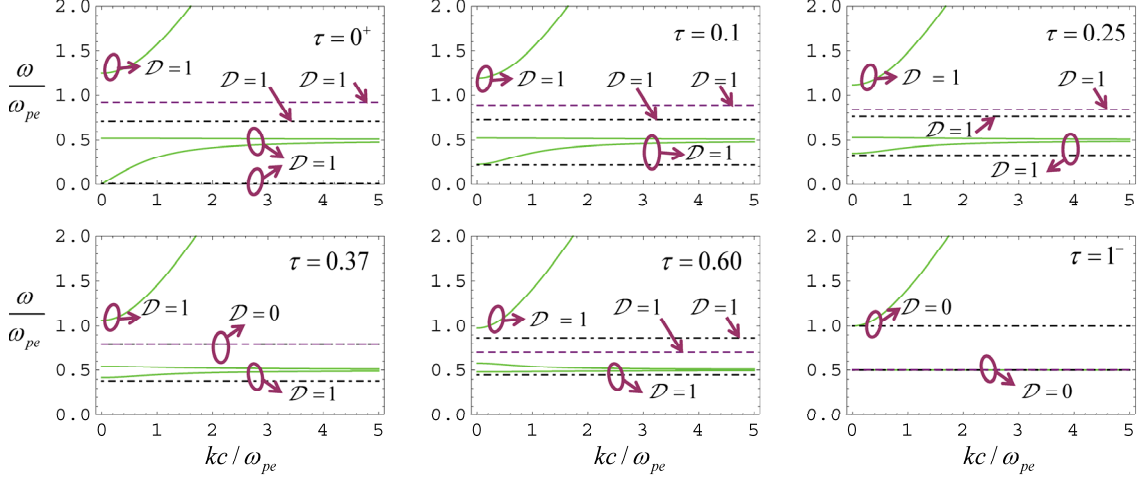 2.0
τ = 0⁺
1.5
𝒟 = 1
𝒟 = 1
𝒟 = 1
ω / ω_pe
1.0
0.5
𝒟 = 1
0.0
0 1 2 3 4 5
τ = 0.1
2.0
1.5
𝒟 = 1
𝒟 = 1
𝒟 = 1
1.0
0.5
𝒟 = 1
0.0
0 1 2 3 4 5
τ = 0.25
2.0
1.5
𝒟 = 1
𝒟 = 1
1.0
𝒟 = 1
0.5
𝒟 = 1
0.0
0 1 2 3 4 5
2.0
τ = 0.37
1.5
𝒟 = 1
𝒟 = 0
ω / ω_pe
1.0
0.5
𝒟 = 1
0.0
0 1 2 3 4 5
kc / ω_pe
2.0
τ = 0.60
1.5
𝒟 = 1
𝒟 = 1
𝒟 = 1
1.0
0.5
𝒟 = 1
0.0
0 1 2 3 4 5
kc / ω_pe
2.0
τ = 1⁻
1.5
𝒟 = 0
1.0
0.5
𝒟 = 0
0.0
0 1 2 3 4 5
kc / ω_pe